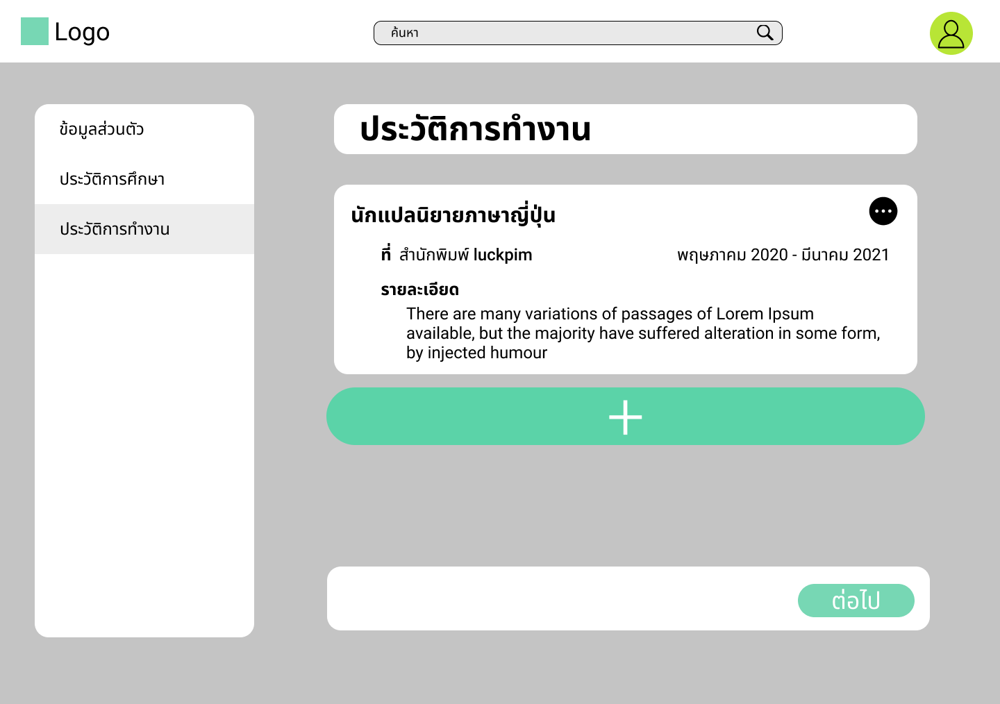 Logo
ค้นหา
ข้อมูลส่วนตัว
ประวัติการศึกษา
ประวัติการทำงาน
ประวัติการทำงาน
นักแปลนิยายภาษาญี่ปุ่น
ที่ สำนักพิมพ์ luckpim
พฤษภาคม 2020 - มีนาคม 2021
รายละเอียด
There are many variations of passages of Lorem Ipsum
available, but the majority have suffered alteration in some form,
by injected humour
ต่อไป